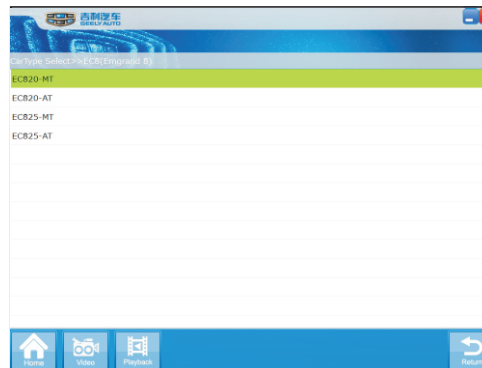 吉利汽车
GEELY AUTO
CarType Select>>EC8(Emgrand 8)
EC820-MT
EC820-AT
EC825-MT
EC825-AT
Home
Video
Playback
Return